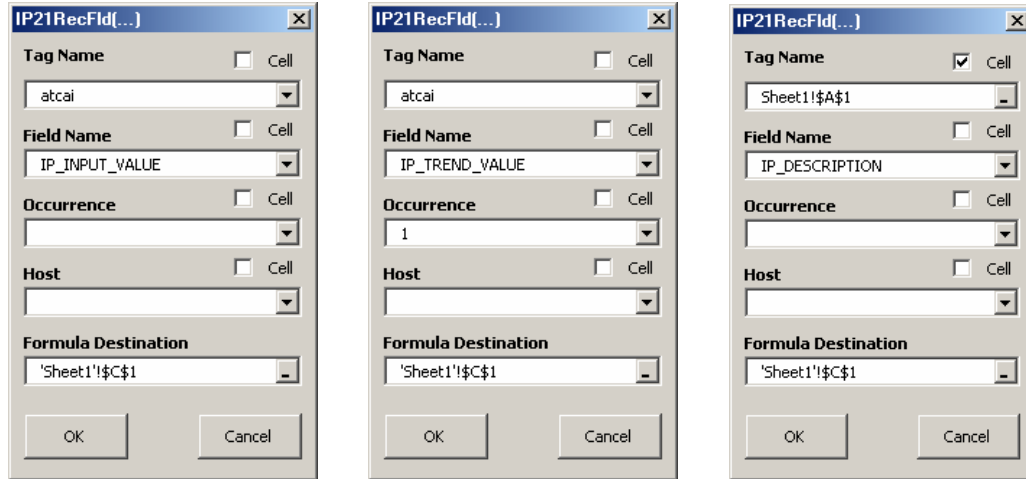 IP21RecFld(...)
Tag Name Cell
atcai
Field Name Cell
IP_INPUT_VALUE
Occurrence Cell
Host Cell
Formula Destination
'Sheet1'!$C$1
OK Cancel
IP21RecFld(...)
Tag Name Cell
atcai
Field Name Cell
IP_TREND_VALUE
Occurrence Cell
1
Host Cell
Formula Destination
'Sheet1'!$C$1
OK Cancel
IP21RecFld(...)
Tag Name Cell
Sheet1!$A$1
Field Name Cell
IP_DESCRIPTION
Occurrence Cell
Host Cell
Formula Destination
'Sheet1'!$C$1
OK Cancel